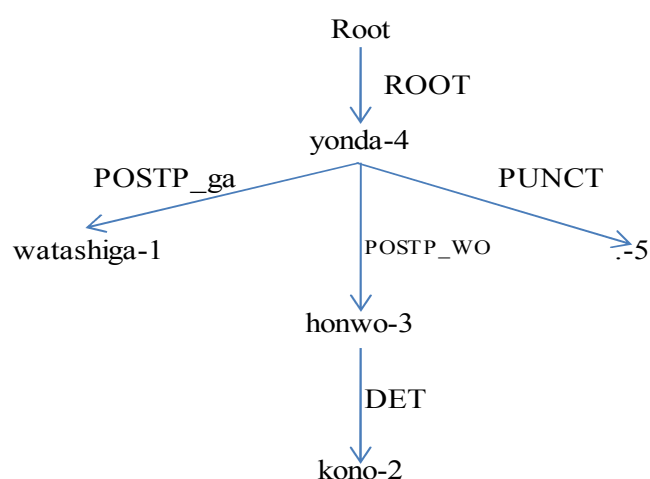 Root
ROOT
yonda-4
POSTP_ga
PUNCT
watashiga-1
POSTP_WO
.-5
honwo-3
DET
kono-2